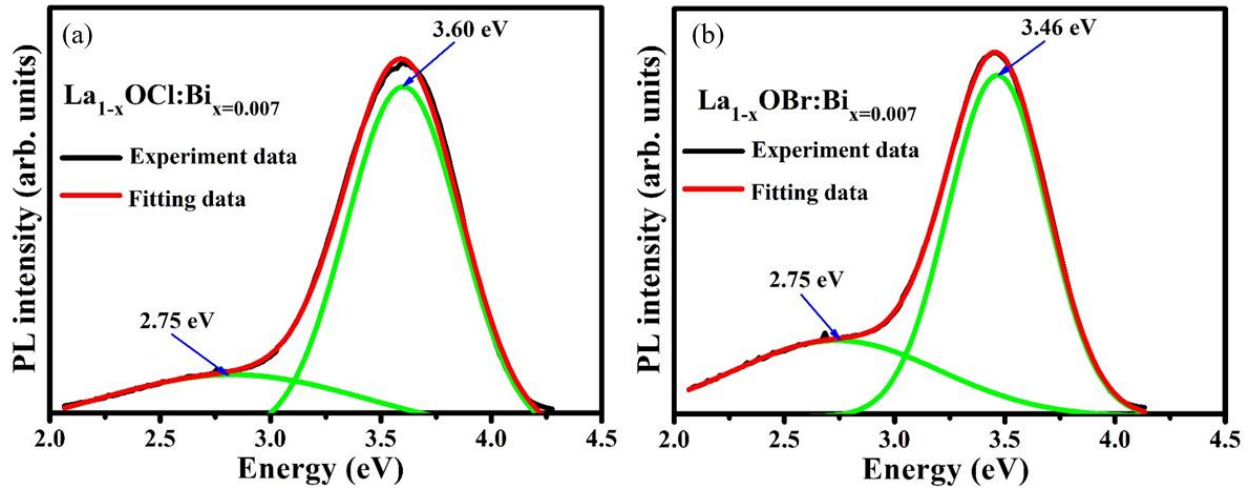 (a)
3.60 eV
La1-xOCl:Bix=0.007
Experiment data
Fitting data
2.75 eV
PL intensity (arb. units)
2.0 2.5 3.0 3.5 4.0 4.5
Energy (eV)
(b)
3.46 eV
La1-xOBr:Bix=0.007
Experiment data
Fitting data
2.75 eV
PL intensity (arb. units)
2.0 2.5 3.0 3.5 4.0 4.5
Energy (eV)